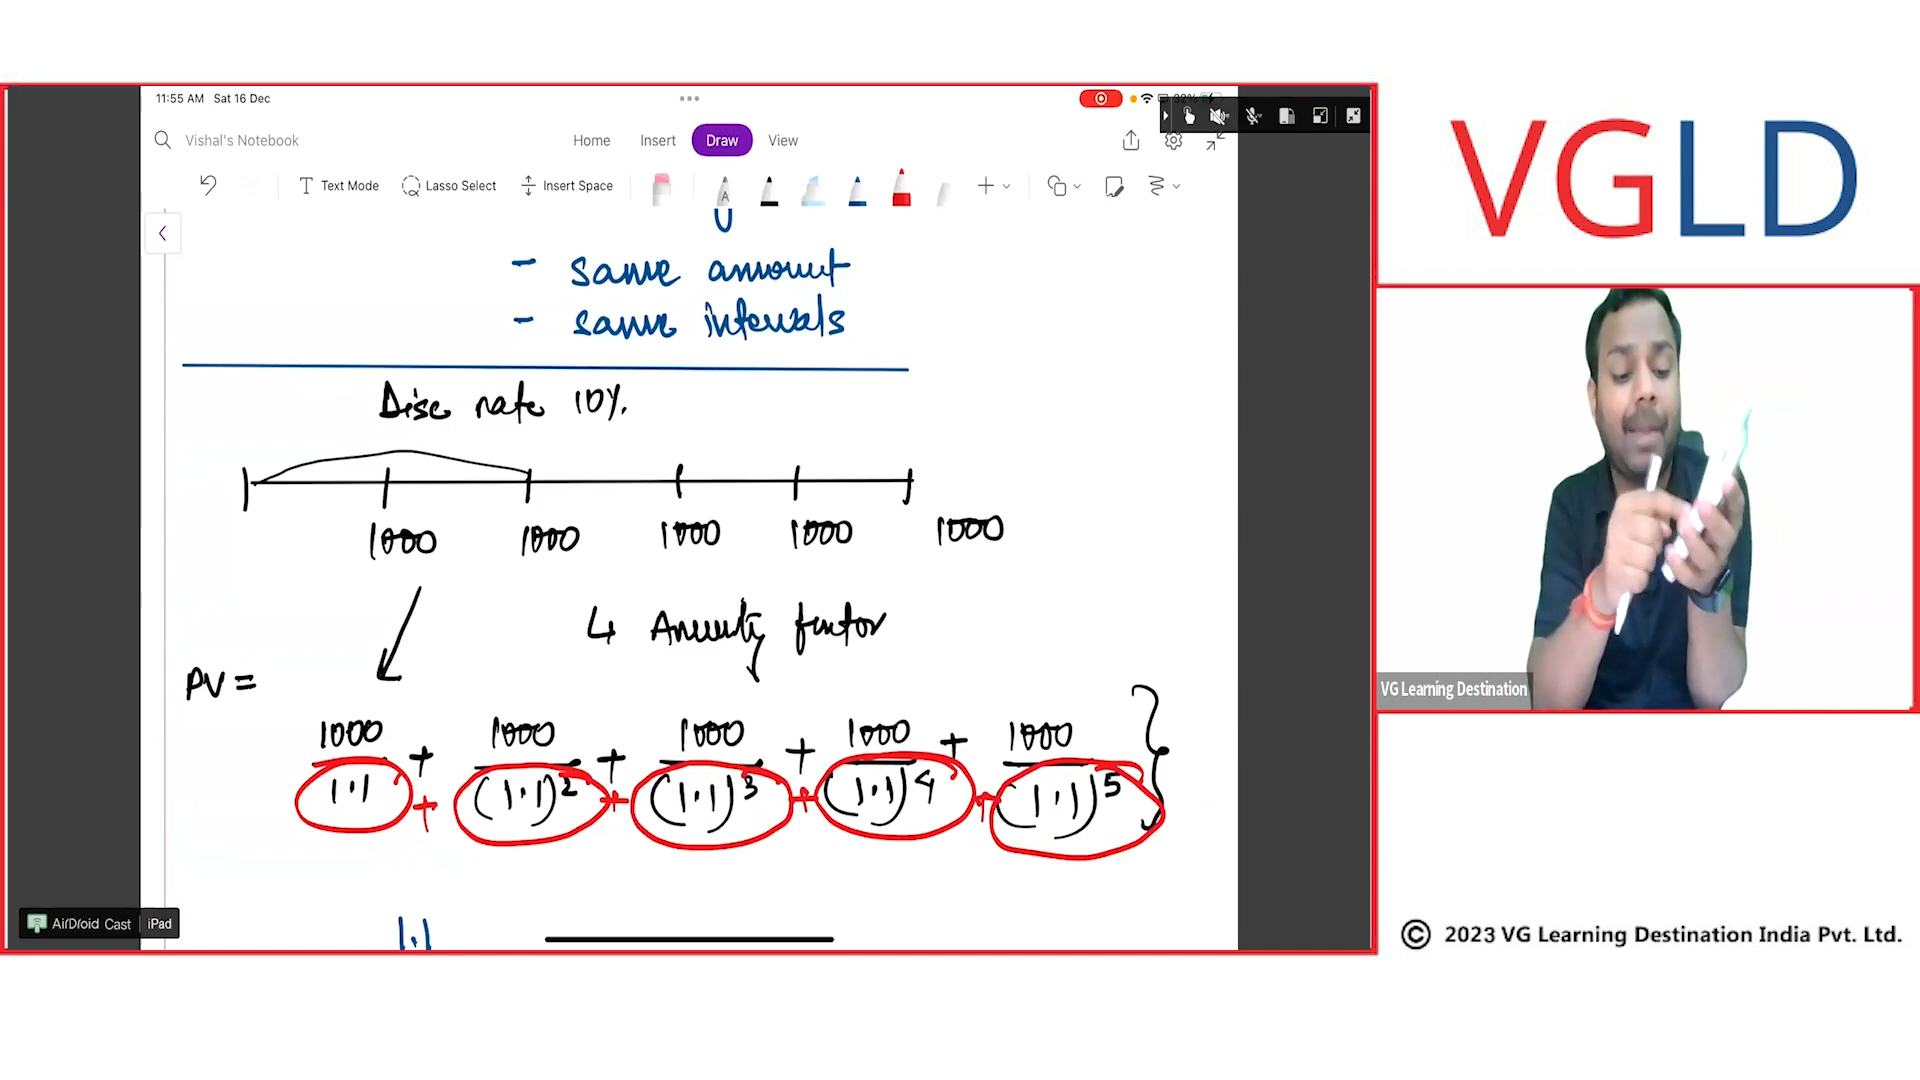 11:55 AM Sat 16 Dec
32%
Vishal's Notebook
Home Insert Draw View
Text Mode Lasso Select Insert Space
A
- same amount
- same intervals
Disc rate 10%.
1000 1000 1000 1000 1000
↳ Annuity factor
PV =
1000 + 1000 + 1000 + 1000 + 1000
1.1 + (1.1)² + (1.1)³ + (1.1)⁴ + (1.1)⁵
1.1
AirDroid Cast iPad
VGLD
VG Learning Destination
© 2023 VG Learning Destination India Pvt. Ltd.